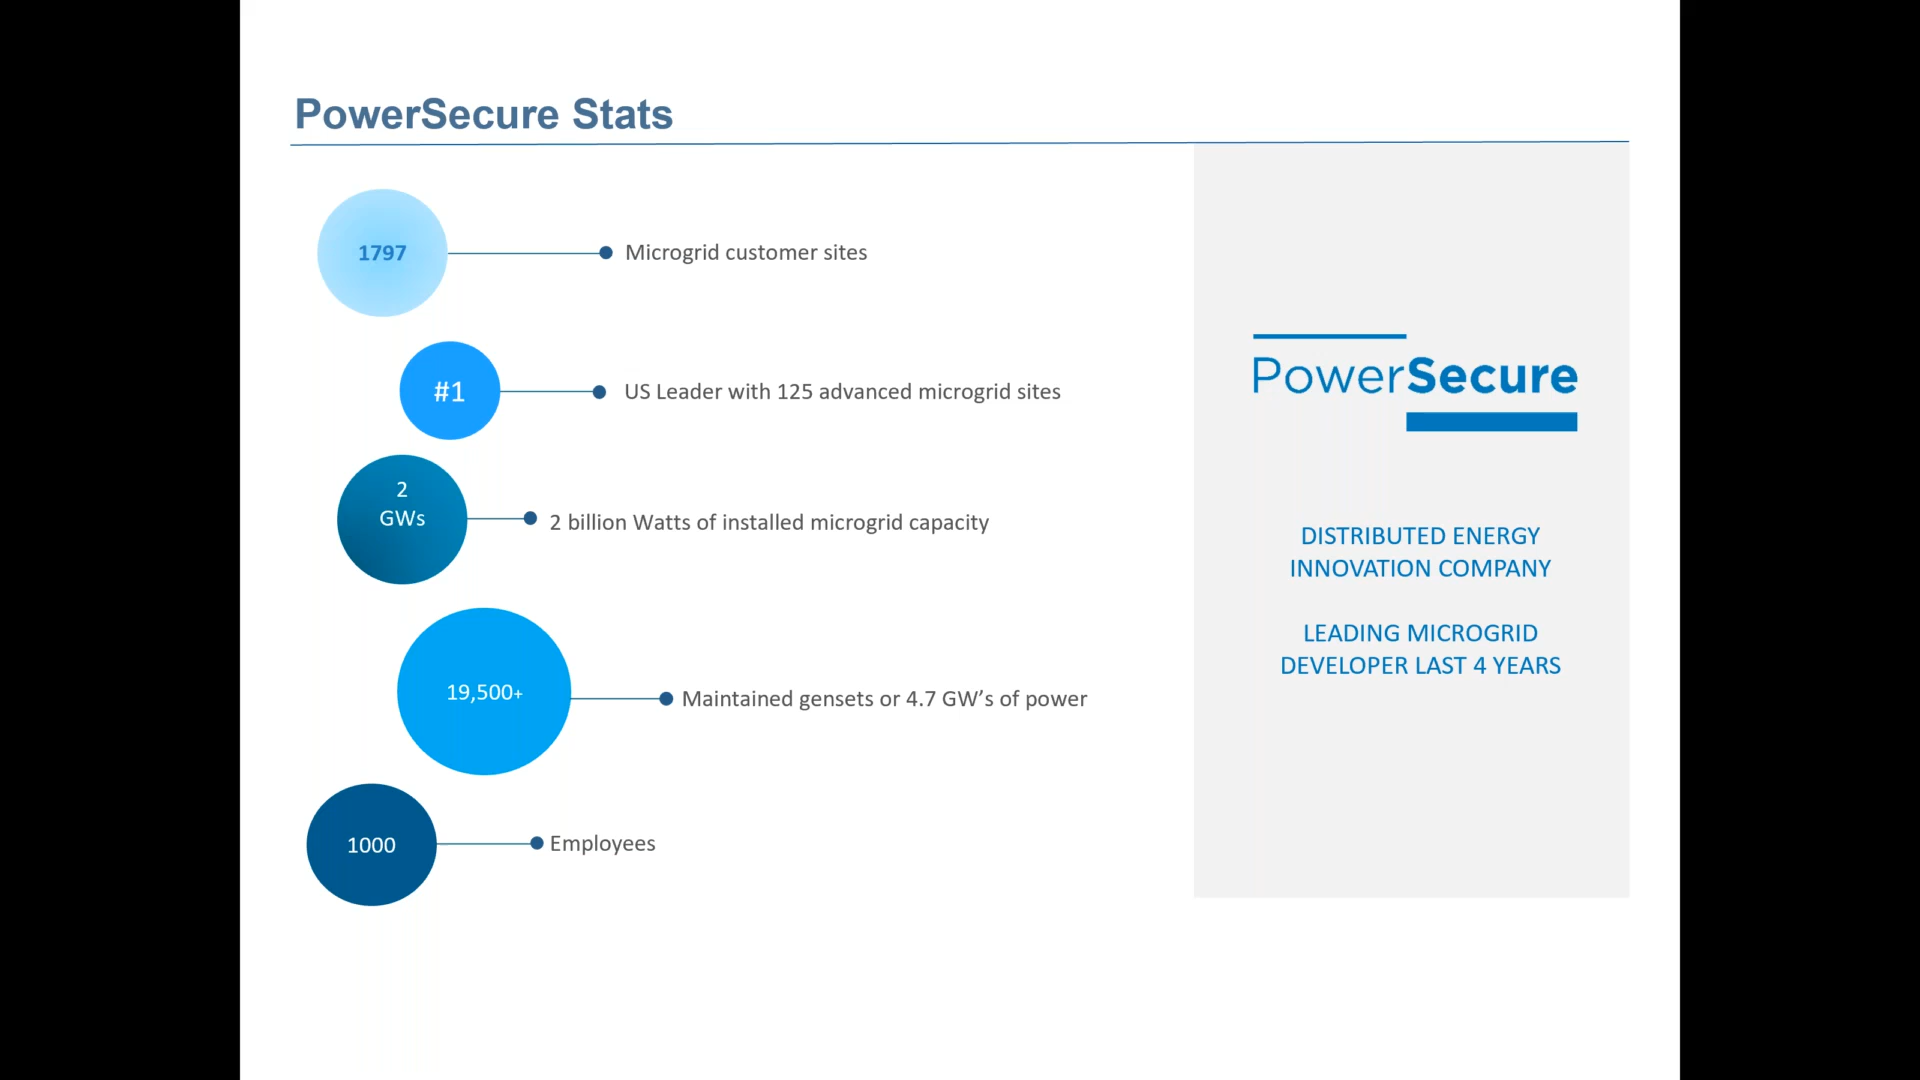 PowerSecure Stats
1797
Microgrid customer sites
#1
US Leader with 125 advanced microgrid sites
2
GWs
2 billion Watts of installed microgrid capacity
19,500+
Maintained gensets or 4.7 GW’s of power
1000
Employees
PowerSecure
DISTRIBUTED ENERGY
INNOVATION COMPANY
LEADING MICROGRID
DEVELOPER LAST 4 YEARS